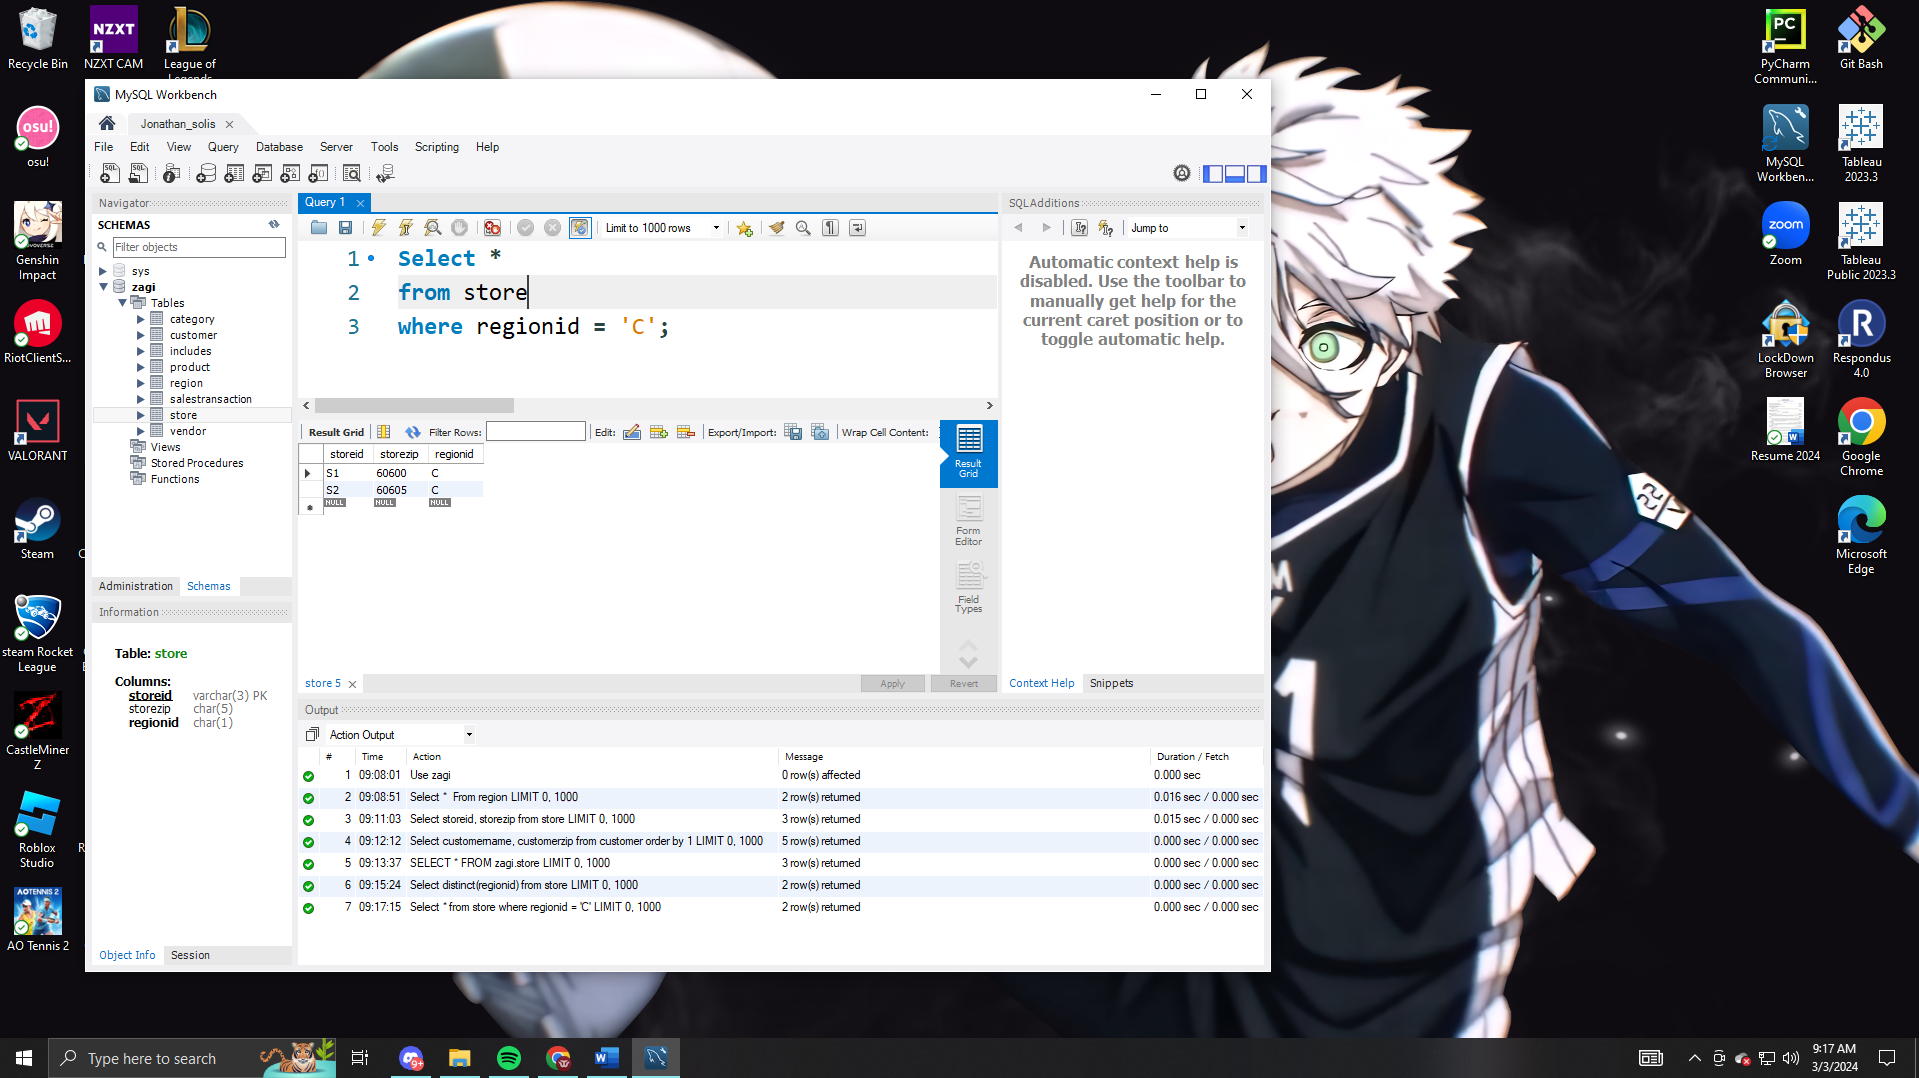 Recycle Bin
NZXT
NZXT CAM
League of
Legends
osu!
osu!
Genshin
Impact
RiotClientS...
VALORANT
Steam
steam Rocket
League
CastleMiner
Z
Roblox
Studio
AOTENNIS 2
AO Tennis 2
MySQL Workbench
Jonathan_solis
File Edit View Query Database Server Tools Scripting Help
Navigator
SCHEMAS
Filter objects
sys
zagi
Tables
category
customer
includes
product
region
salestransaction
store
vendor
Views
Stored Procedures
Functions
Administration Schemas
Information
Table: store
Columns:
storeid varchar(3) PK
storezip char(5)
regionid char(1)
Object Info Session
Query 1
Limit to 1000 rows
1 Select *
2 from store
3 where regionid = 'C';
Result Grid Filter Rows: Edit: Export/Import: Wrap Cell Content:
storeid storezip regionid
S1 60600 C
S2 60605 C
NULL NULL NULL
Result
Grid
Form
Editor
Field
Types
store 5
Apply Revert
SQLAdditions
Jump to
Automatic context help is
disabled. Use the toolbar to
manually get help for the
current caret position or to
toggle automatic help.
Context Help Snippets
Output
Action Output
# Time Action Message Duration / Fetch
1 09:08:01 Use zagi 0 row(s) affected 0.000 sec
2 09:08:51 Select * From region LIMIT 0, 1000 2 row(s) returned 0.016 sec / 0.000 sec
3 09:11:03 Select storeid, storezip from store LIMIT 0, 1000 3 row(s) returned 0.015 sec / 0.000 sec
4 09:12:12 Select customername, customerzip from customer order by 1 LIMIT 0, 1000 5 row(s) returned 0.000 sec / 0.000 sec
5 09:13:37 SELECT * FROM zagi.store LIMIT 0, 1000 3 row(s) returned 0.000 sec / 0.000 sec
6 09:15:24 Select distinct(regionid) from store LIMIT 0, 1000 2 row(s) returned 0.000 sec / 0.000 sec
7 09:17:15 Select * from store where regionid = 'C' LIMIT 0, 1000 2 row(s) returned 0.000 sec / 0.000 sec
PC
PyCharm
Communi...
Git Bash
MySQL
Workben...
Tableau
2023.3
zoom
Zoom
Tableau
Public 2023.3
LockDown
Browser
R
Respondus
4.0
Resume 2024
Google
Chrome
Microsoft
Edge
Type here to search
9:17 AM
3/3/2024